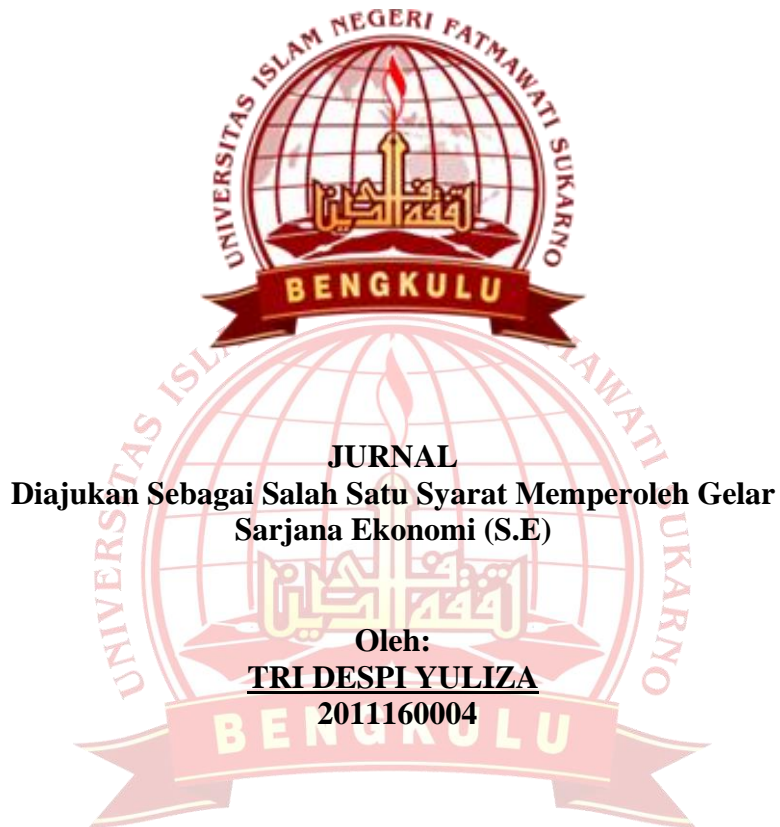 UNIVERSITAS ISLAM NEGERI FATMAWATI SUKARNO
BENGKULU
JURNAL
Diajukan Sebagai Salah Satu Syarat Memperoleh Gelar
Sarjana Ekonomi (S.E)
Oleh:
TRI DESPI YULIZA
2011160004
BENGKULU